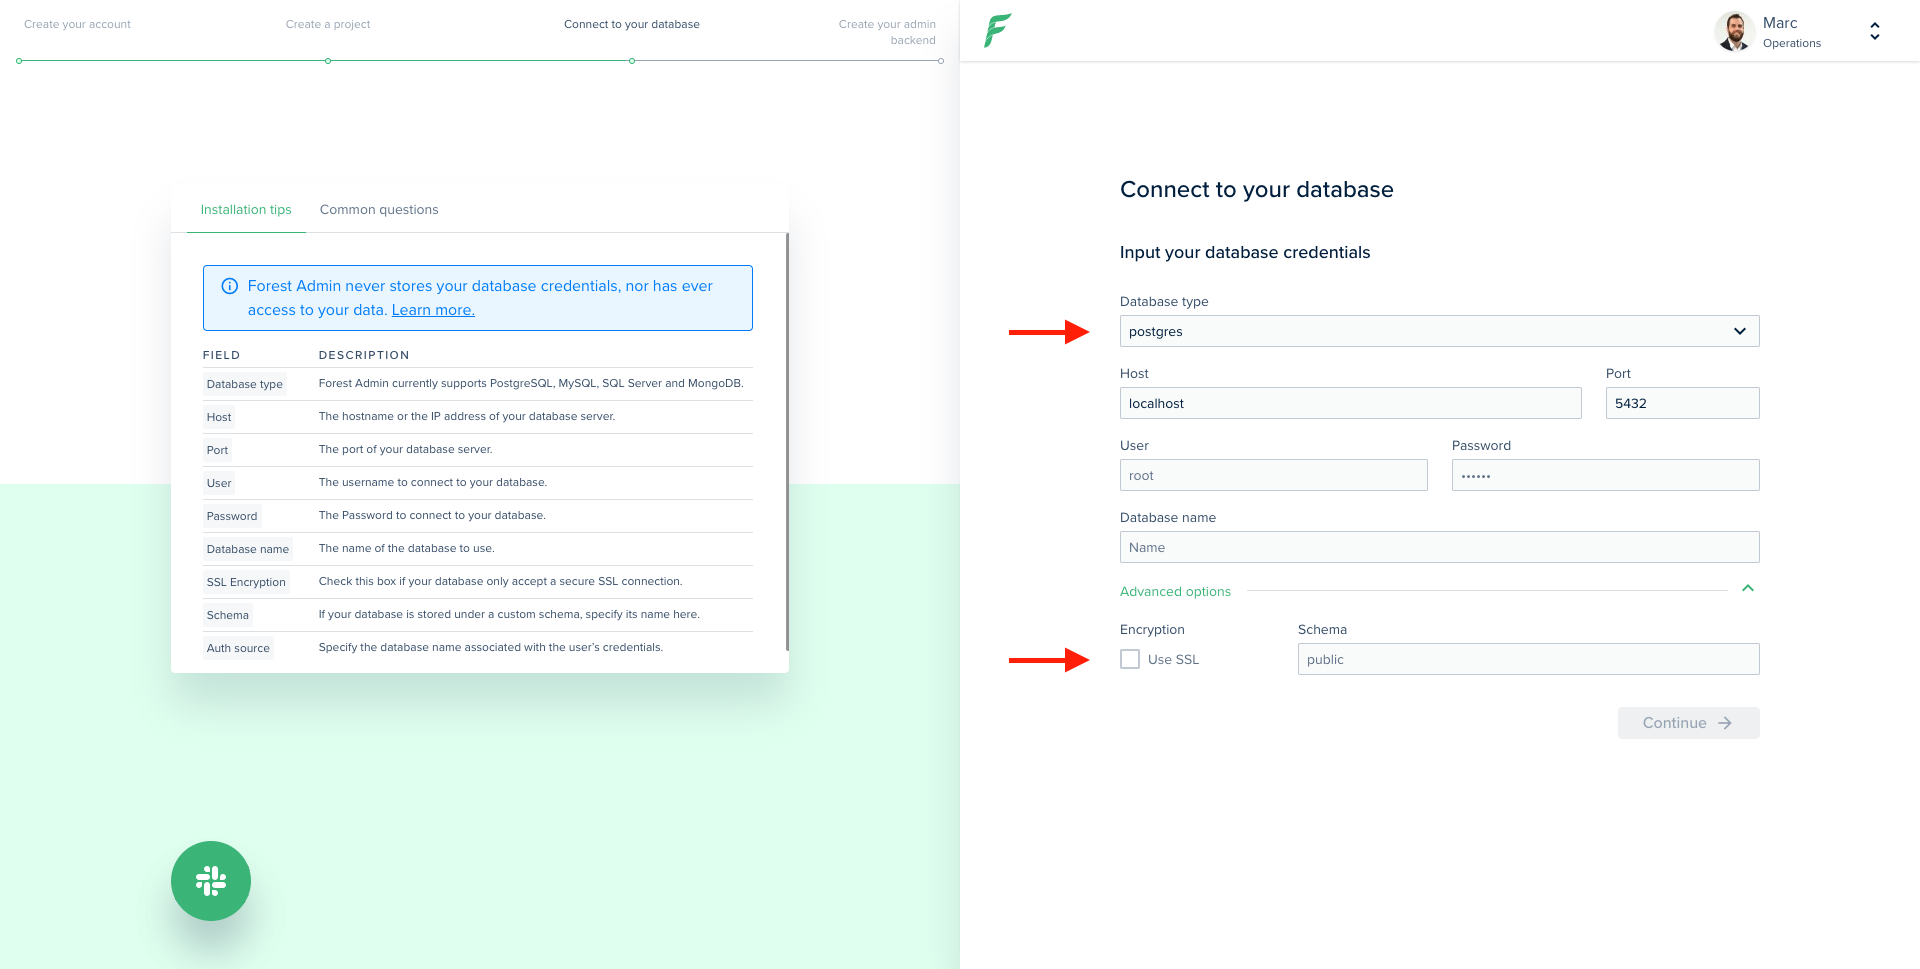 Create your account
Create a project
Connect to your database
Create your admin
backend
Installation tips
Common questions
Forest Admin never stores your database credentials, nor has ever
access to your data. Learn more.
FIELD DESCRIPTION
Database type Forest Admin currently supports PostgreSQL, MySQL, SQL Server and MongoDB.
Host The hostname or the IP address of your database server.
Port The port of your database server.
User The username to connect to your database.
Password The Password to connect to your database.
Database name The name of the database to use.
SSL Encryption Check this box if your database only accept a secure SSL connection.
Schema If your database is stored under a custom schema, specify its name here.
Auth source Specify the database name associated with the user's credentials.
Marc
Operations
Connect to your database
Input your database credentials
Database type
postgres
Host Port
localhost 5432
User Password
root ••••••
Database name
Name
Advanced options
Encryption Schema
Use SSL public
Continue